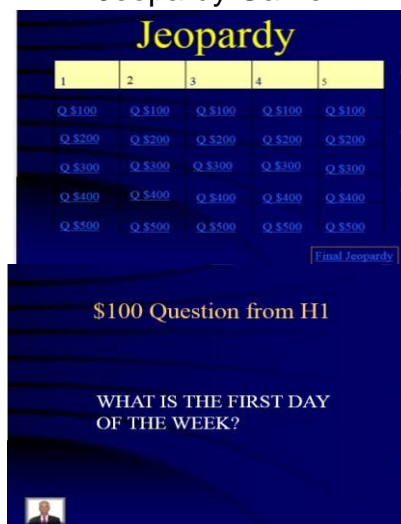 Jeopardy
1 2 3 4 5
Q $100 Q $100 Q $100 Q $100 Q $100
Q $200 Q $200 Q $200 Q $200 Q $200
Q $300 Q $300 Q $300 Q $300 Q $300
Q $400 Q $400 Q $400 Q $400 Q $400
Q $500 Q $500 Q $500 Q $500 Q $500
Final Jeopardy
$100 Question from H1
WHAT IS THE FIRST DAY
OF THE WEEK?